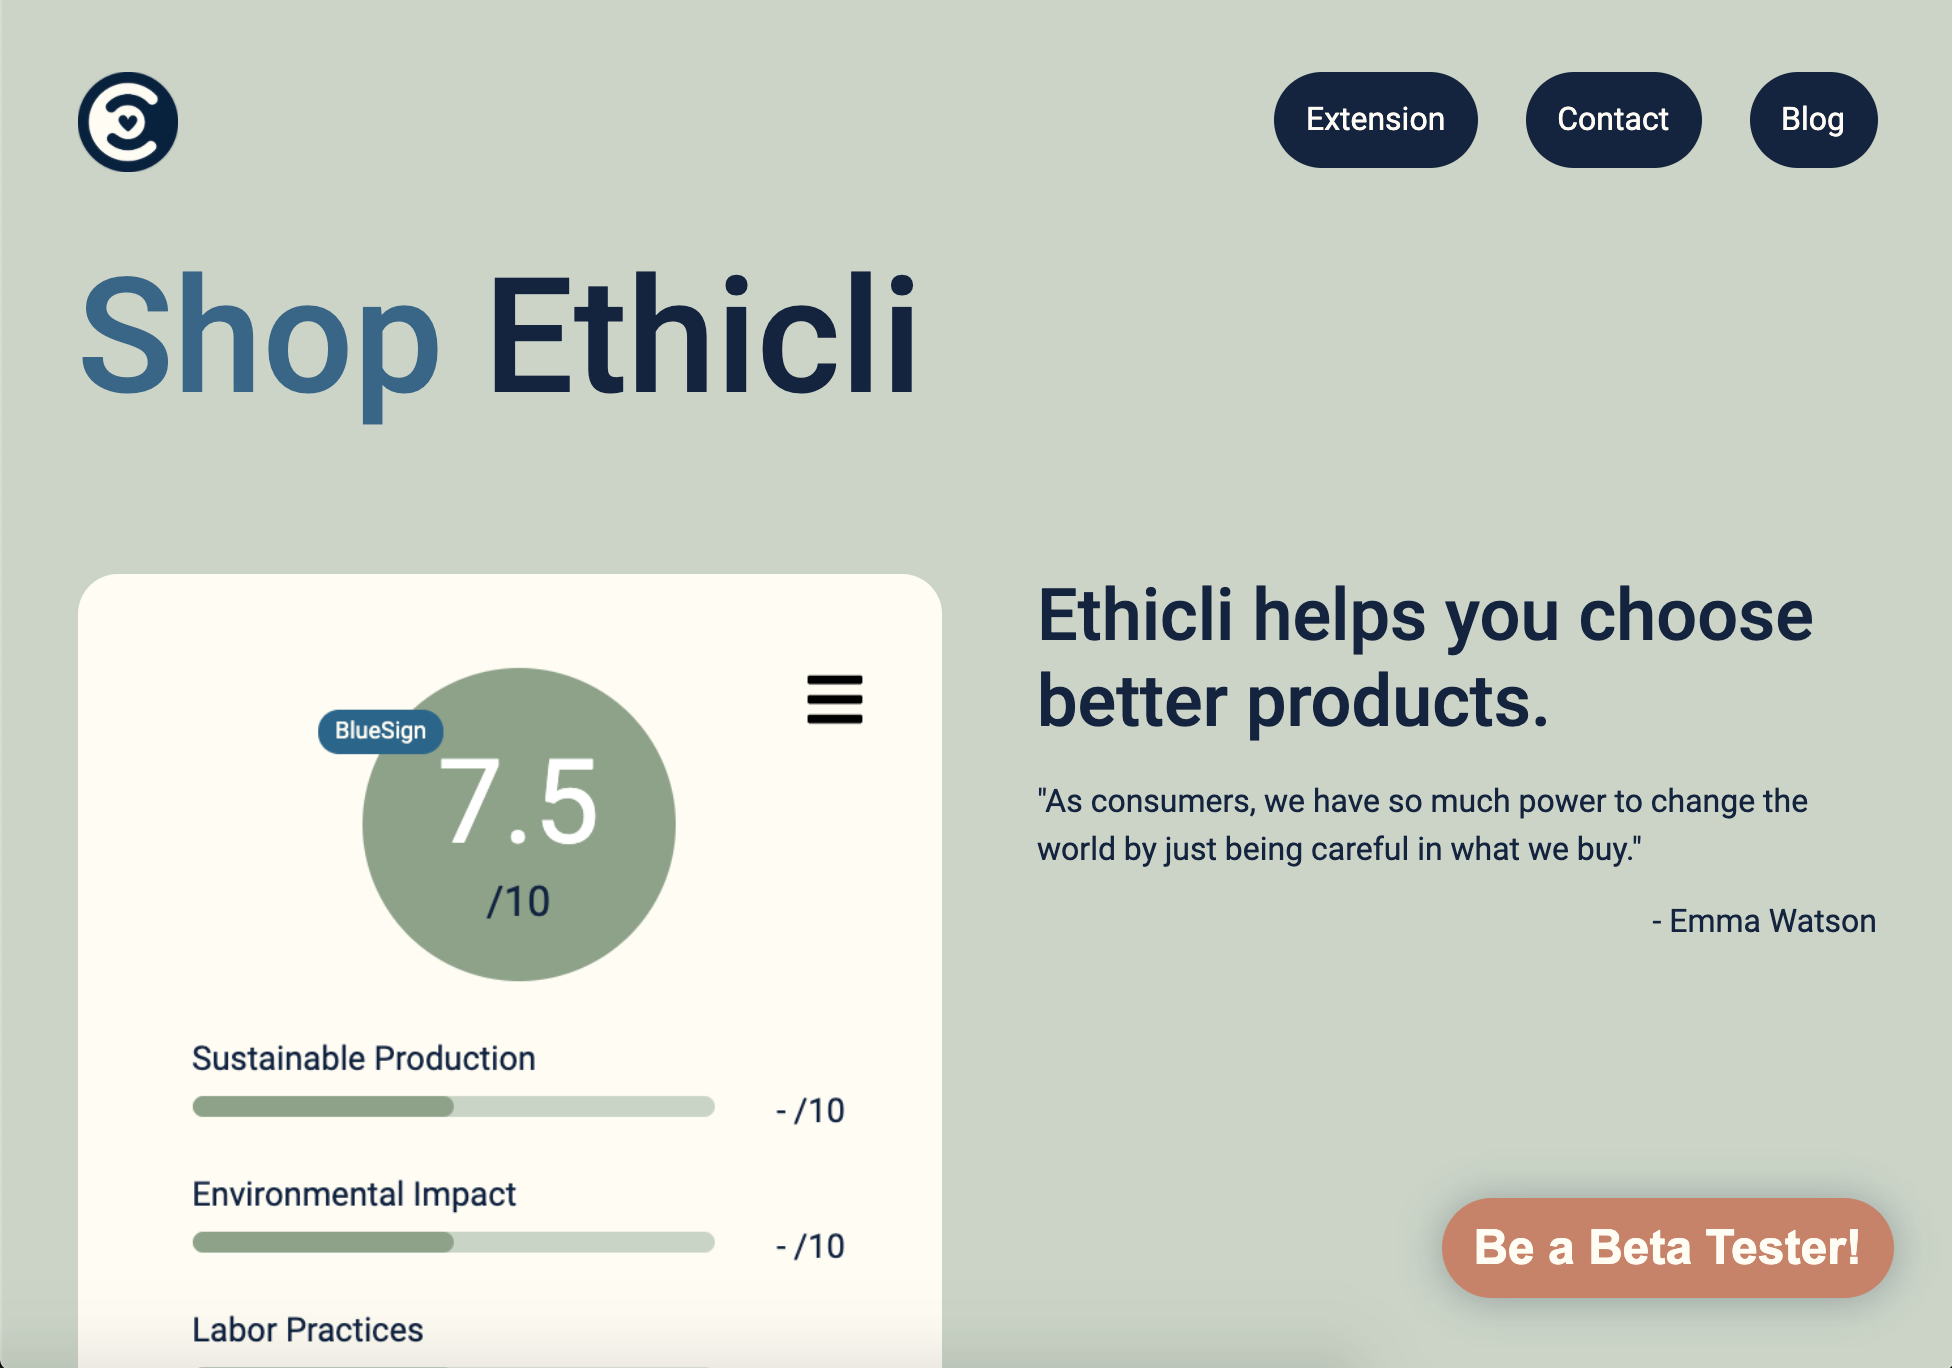 Extension
Contact
Blog
Shop Ethicli
BlueSign
7.5
/10
Sustainable Production
- /10
Environmental Impact
- /10
Labor Practices
Ethicli helps you choose
better products.
"As consumers, we have so much power to change the
world by just being careful in what we buy."
- Emma Watson
Be a Beta Tester!